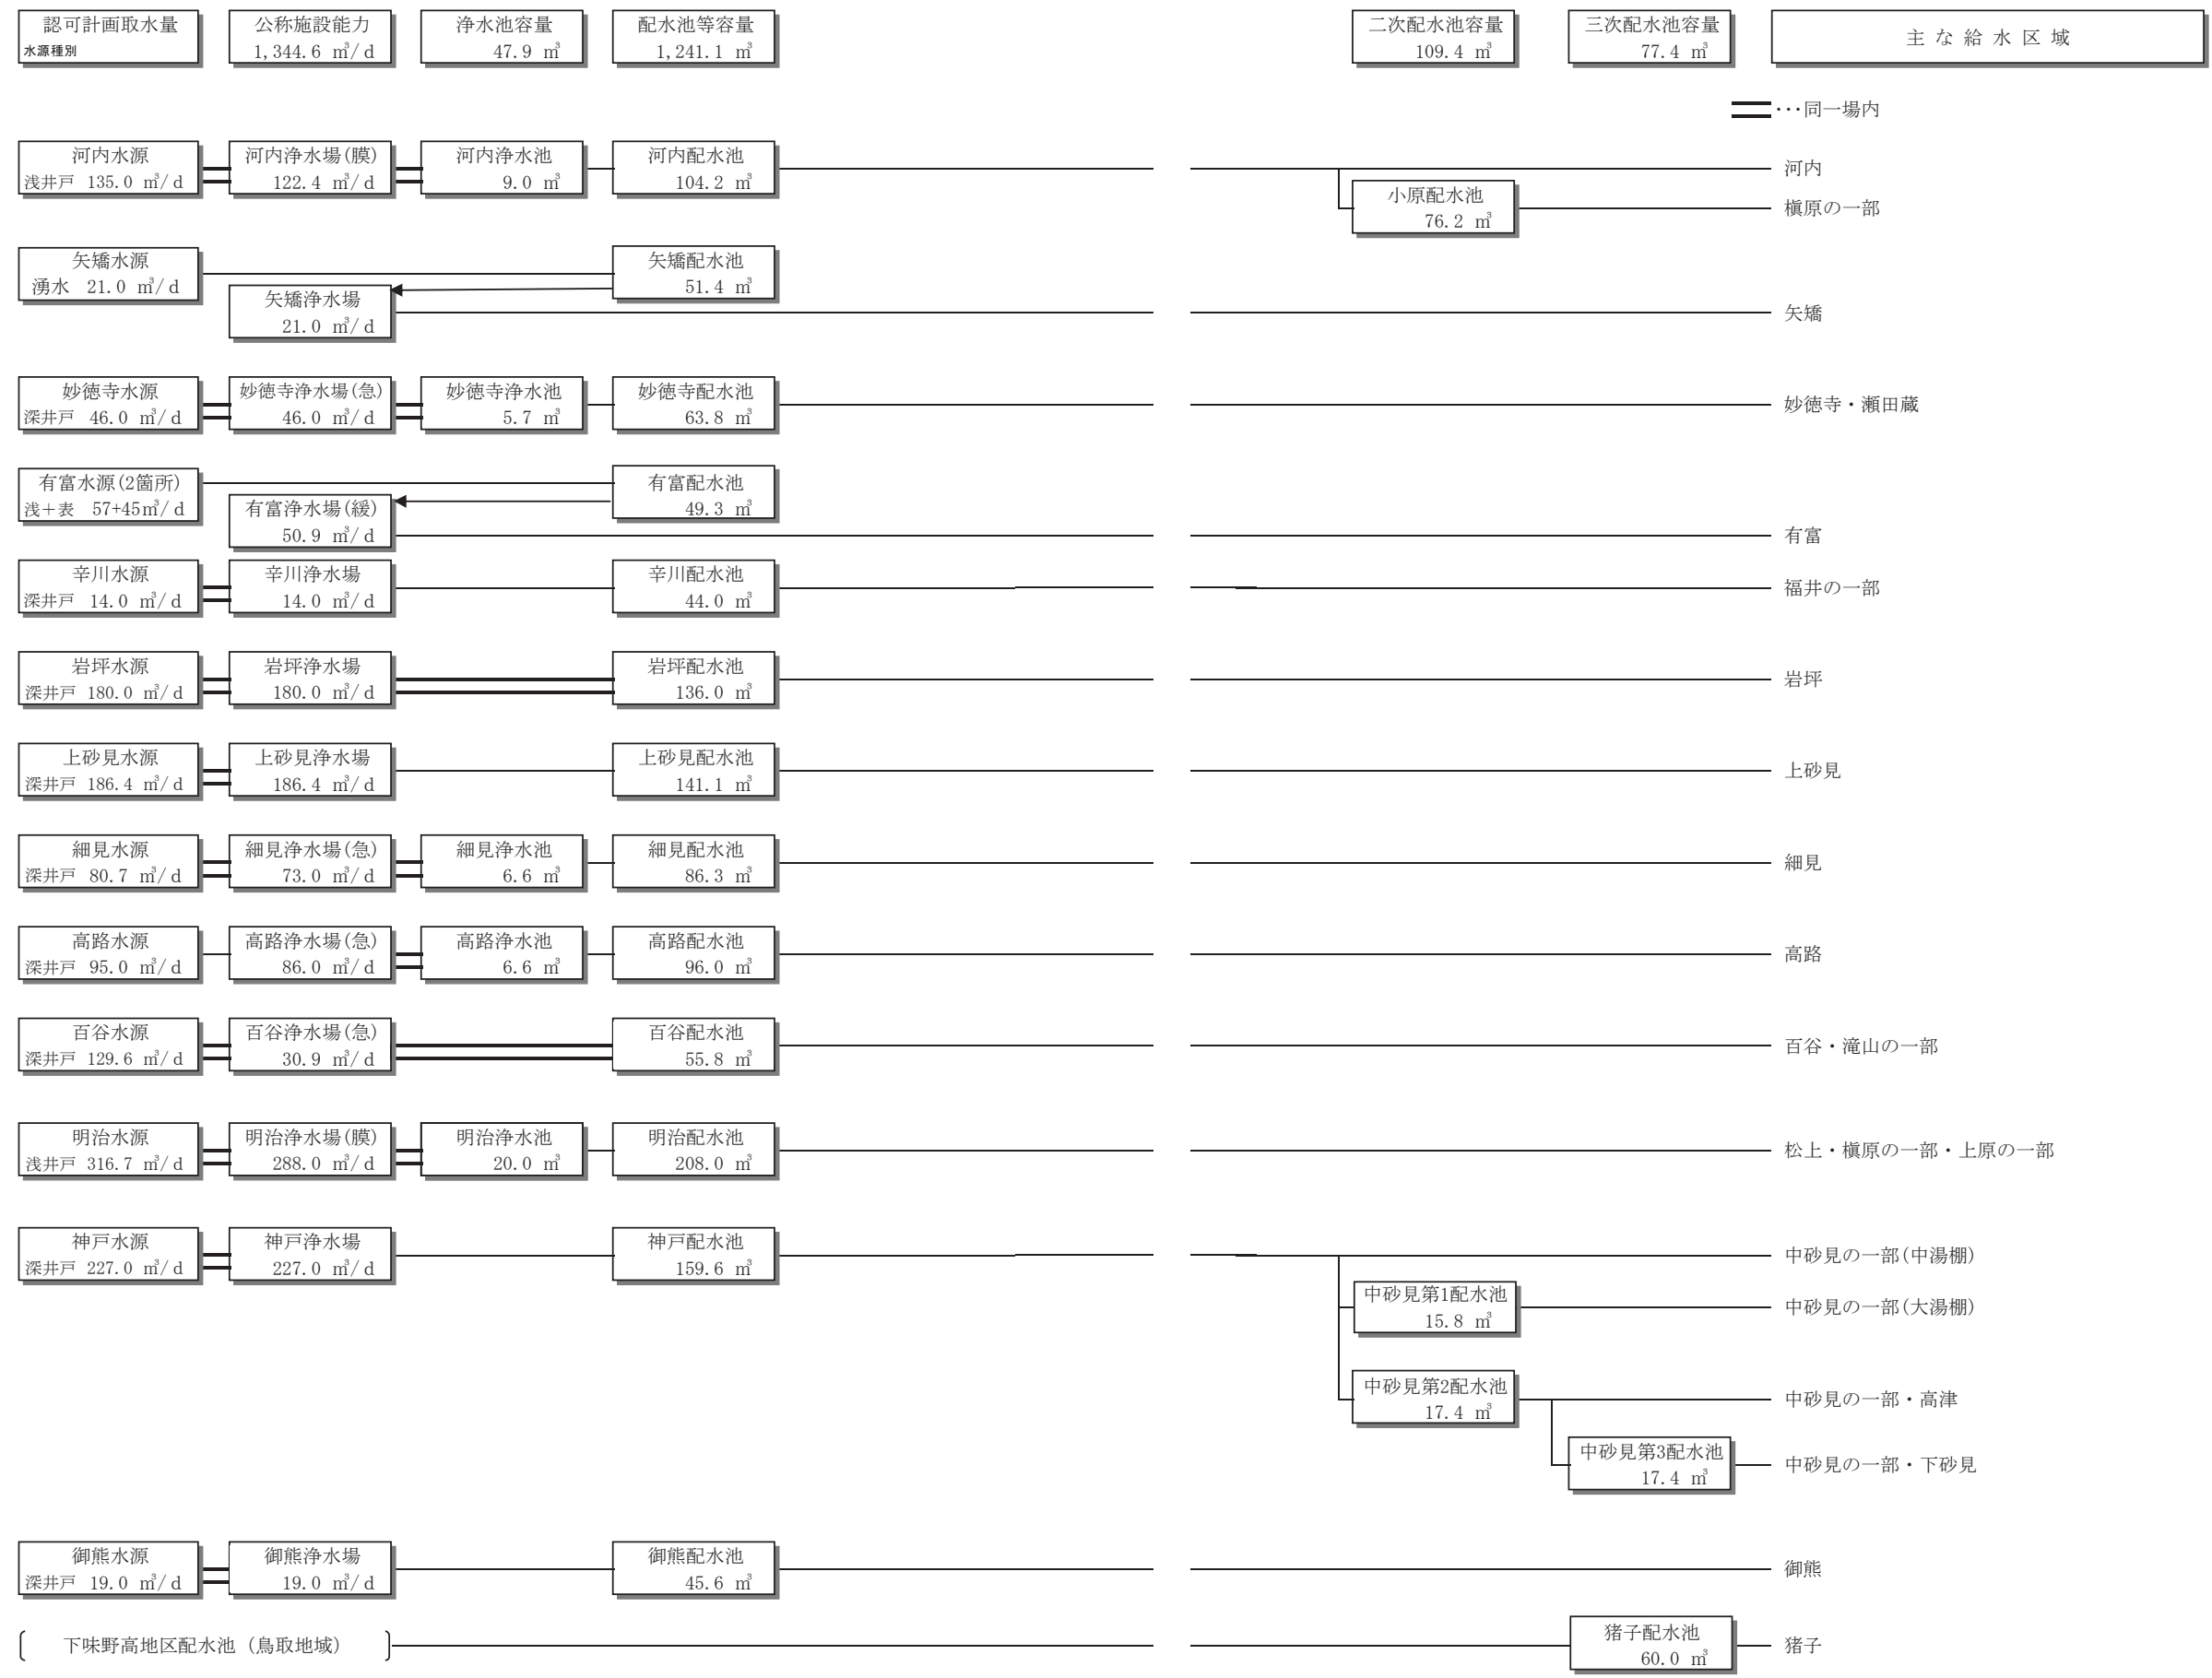 認可計画取水量
水源種別
公称施設能力
1,344.6 ㎥/d
浄水池容量
47.9 ㎥
配水池等容量
1,241.1 ㎥
二次配水池容量
109.4 ㎥
三次配水池容量
77.4 ㎥
主な給水区域
･･･同一場内
河内水源
浅井戸 135.0 ㎥/d
河内浄水場(膜)
122.4 ㎥/d
河内浄水池
9.0 ㎥
河内配水池
104.2 ㎥
河内
小原配水池
76.2 ㎥
槇原の一部
矢矯水源
湧水 21.0 ㎥/d
矢矯配水池
51.4 ㎥
矢矯浄水場
21.0 ㎥/d
矢矯
妙徳寺水源
深井戸 46.0 ㎥/d
妙徳寺浄水場(急)
46.0 ㎥/d
妙徳寺浄水池
5.7 ㎥
妙徳寺配水池
63.8 ㎥
妙徳寺・瀬田蔵
有富水源(2箇所)
浅＋表 57+45㎥/d
有富配水池
49.3 ㎥
有富浄水場(緩)
50.9 ㎥/d
有富
辛川水源
深井戸 14.0 ㎥/d
辛川浄水場
14.0 ㎥/d
辛川配水池
44.0 ㎥
福井の一部
岩坪水源
深井戸 180.0 ㎥/d
岩坪浄水場
180.0 ㎥/d
岩坪配水池
136.0 ㎥
岩坪
上砂見水源
深井戸 186.4 ㎥/d
上砂見浄水場
186.4 ㎥/d
上砂見配水池
141.1 ㎥
上砂見
細見水源
深井戸 80.7 ㎥/d
細見浄水場(急)
73.0 ㎥/d
細見浄水池
6.6 ㎥
細見配水池
86.3 ㎥
細見
高路水源
深井戸 95.0 ㎥/d
高路浄水場(急)
86.0 ㎥/d
高路浄水池
6.6 ㎥
高路配水池
96.0 ㎥
高路
百谷水源
深井戸 129.6 ㎥/d
百谷浄水場(急)
30.9 ㎥/d
百谷配水池
55.8 ㎥
百谷・滝山の一部
明治水源
浅井戸 316.7 ㎥/d
明治浄水場(膜)
288.0 ㎥/d
明治浄水池
20.0 ㎥
明治配水池
208.0 ㎥
松上・槇原の一部・上原の一部
神戸水源
深井戸 227.0 ㎥/d
神戸浄水場
227.0 ㎥/d
神戸配水池
159.6 ㎥
中砂見の一部(中湯棚)
中砂見第1配水池
15.8 ㎥
中砂見の一部(大湯棚)
中砂見第2配水池
17.4 ㎥
中砂見の一部・高津
中砂見第3配水池
17.4 ㎥
中砂見の一部・下砂見
御熊水源
深井戸 19.0 ㎥/d
御熊浄水場
19.0 ㎥/d
御熊配水池
45.6 ㎥
御熊
下味野高地区配水池（鳥取地域）
猪子配水池
60.0 ㎥
猪子